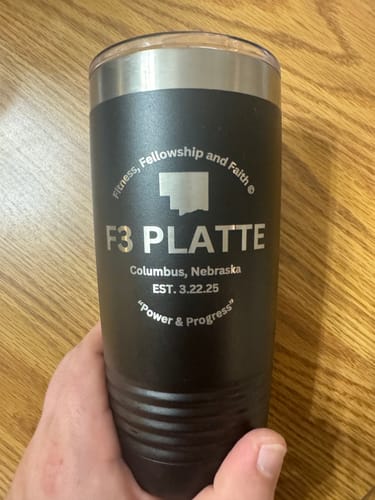 Fitness, Fellowship and Faith ©
F3 PLATTE
Columbus, Nebraska
EST. 3.22.25
“Power & Progress”